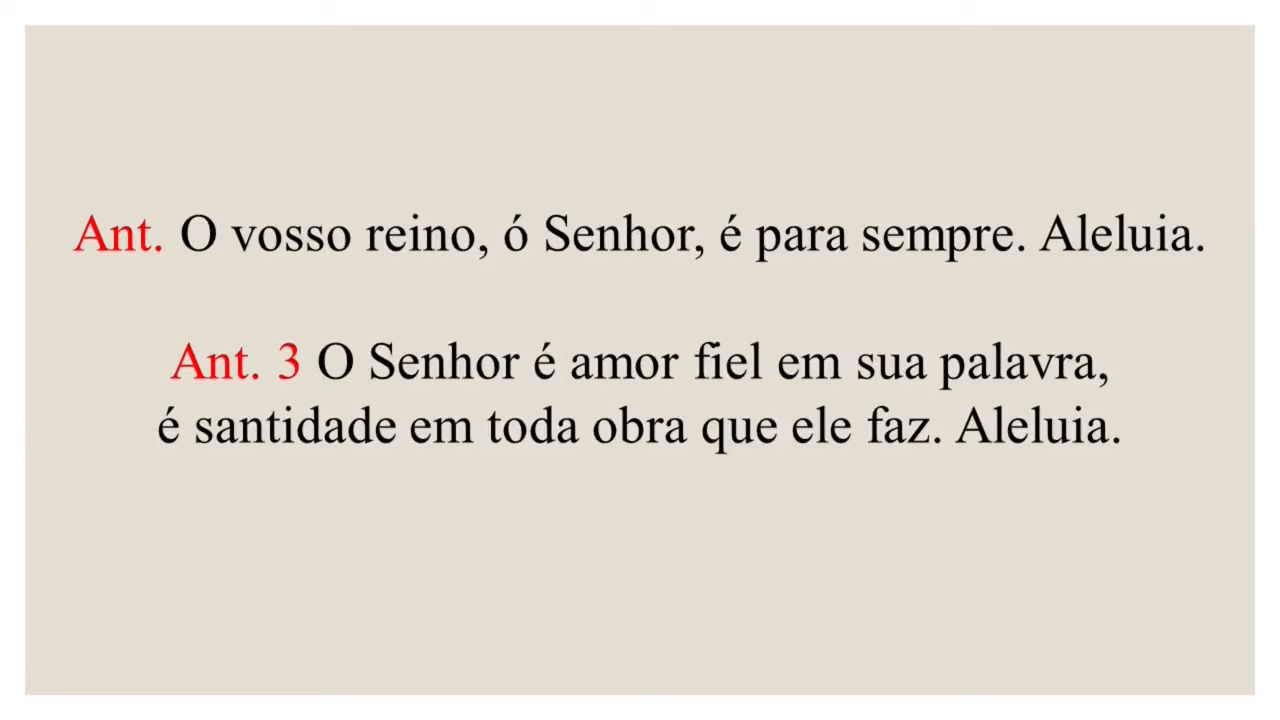 Ant. O vosso reino, ó Senhor, é para sempre. Aleluia.
Ant. 3 O Senhor é amor fiel em sua palavra,
é santidade em toda obra que ele faz. Aleluia.